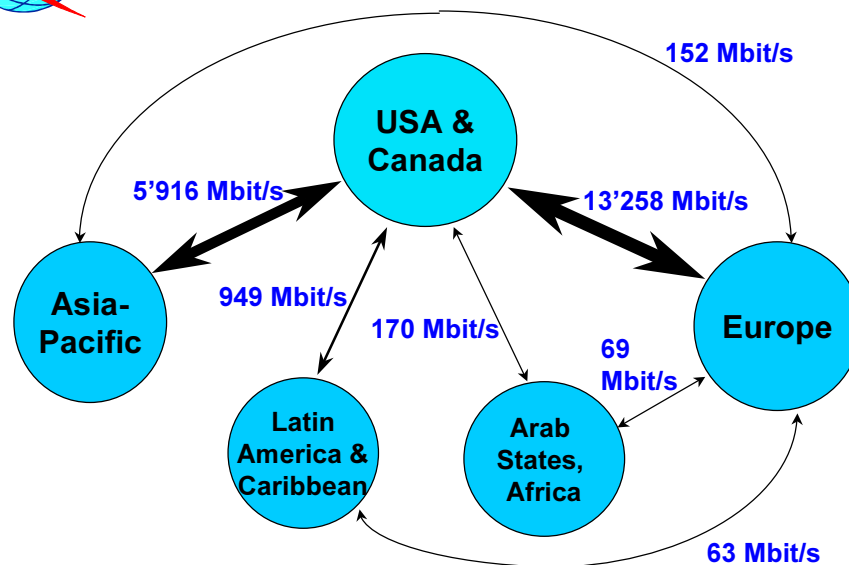 152 Mbit/s
USA &
Canada
5’916 Mbit/s
13’258 Mbit/s
Asia-
Pacific
949 Mbit/s
170 Mbit/s
69
Mbit/s
Europe
Latin
America &
Caribbean
Arab
States,
Africa
63 Mbit/s